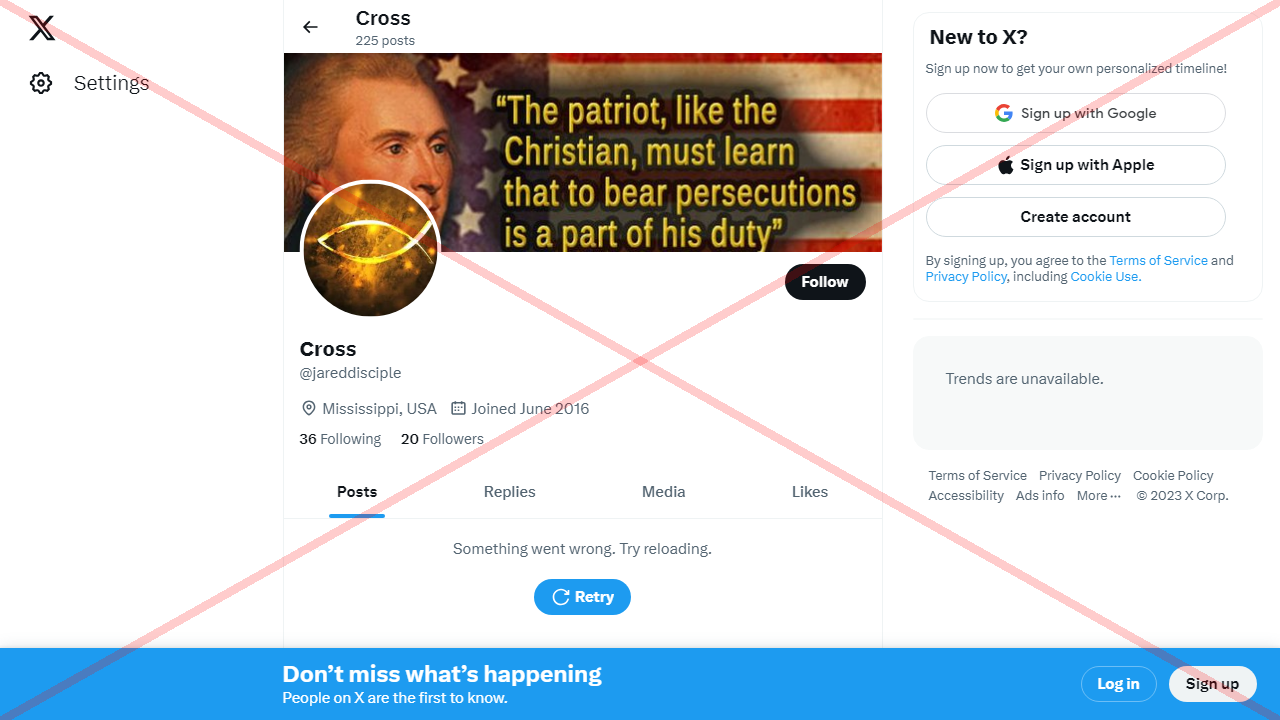 Settings
Cross
225 posts
“The patriot, like the
Christian, must learn
that to bear persecutions
is a part of his duty”
Follow
Cross
@jareddisciple
Mississippi, USA Joined June 2016
36 Following 20 Followers
Posts Replies Media Likes
Something went wrong. Try reloading.
Retry
New to X?
Sign up now to get your own personalized timeline!
Sign up with Google
Sign up with Apple
Create account
By signing up, you agree to the Terms of Service and
Privacy Policy, including Cookie Use.
Trends are unavailable.
Terms of Service Privacy Policy Cookie Policy
Accessibility Ads info More ··· © 2023 X Corp.
Don’t miss what’s happening
People on X are the first to know.
Log in Sign up